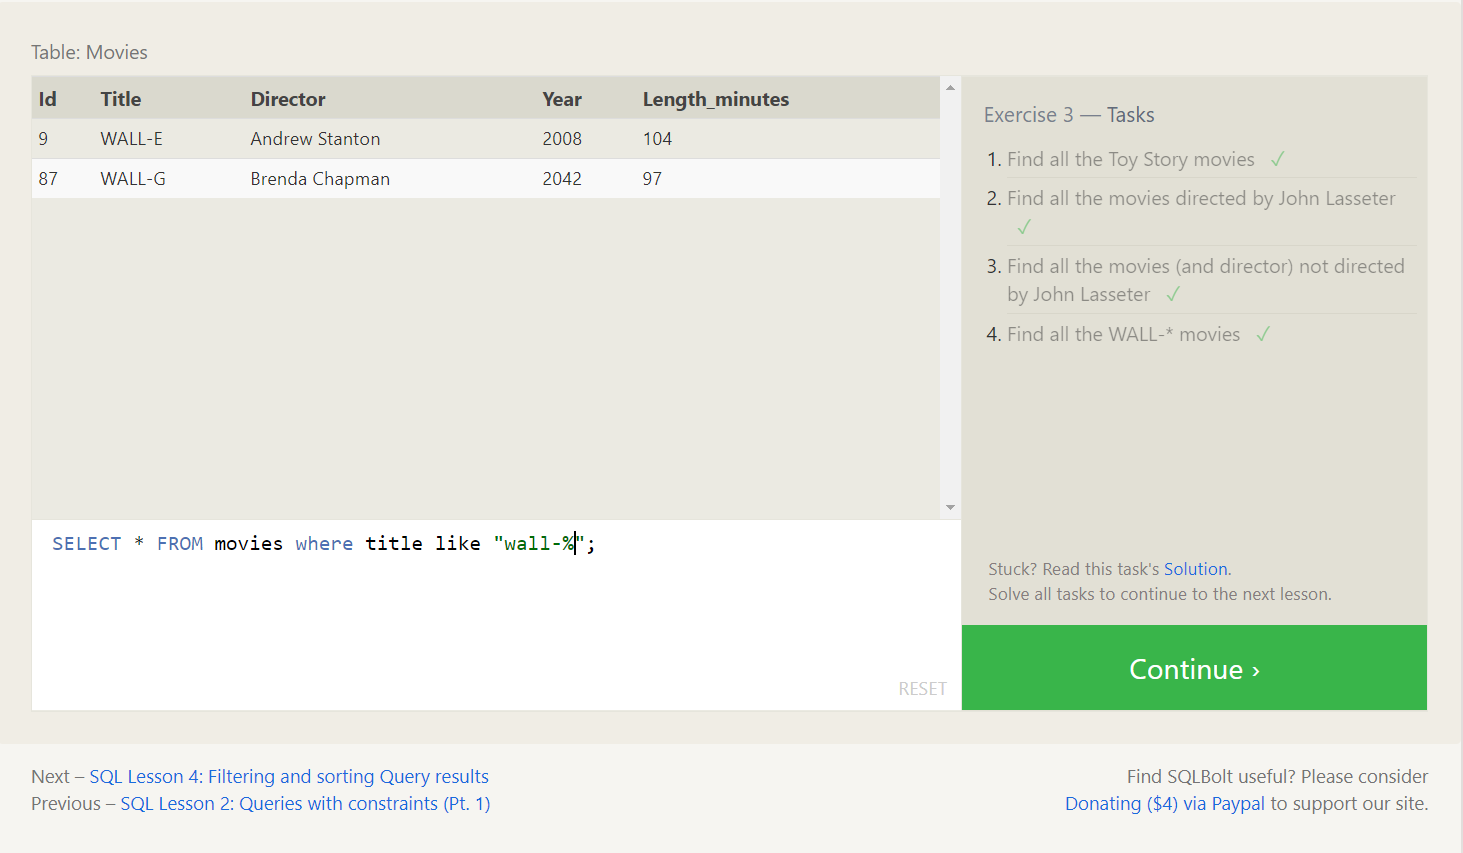 Table: Movies
Id Title Director Year Length_minutes
9 WALL-E Andrew Stanton 2008 104
87 WALL-G Brenda Chapman 2042 97
SELECT * FROM movies where title like "wall-%";
RESET
Exercise 3 — Tasks
1. Find all the Toy Story movies ✓
2. Find all the movies directed by John Lasseter
✓
3. Find all the movies (and director) not directed
by John Lasseter ✓
4. Find all the WALL-* movies ✓
Stuck? Read this task's Solution.
Solve all tasks to continue to the next lesson.
Continue ›
Next – SQL Lesson 4: Filtering and sorting Query results
Previous – SQL Lesson 2: Queries with constraints (Pt. 1)
Find SQLBolt useful? Please consider
Donating ($4) via Paypal to support our site.